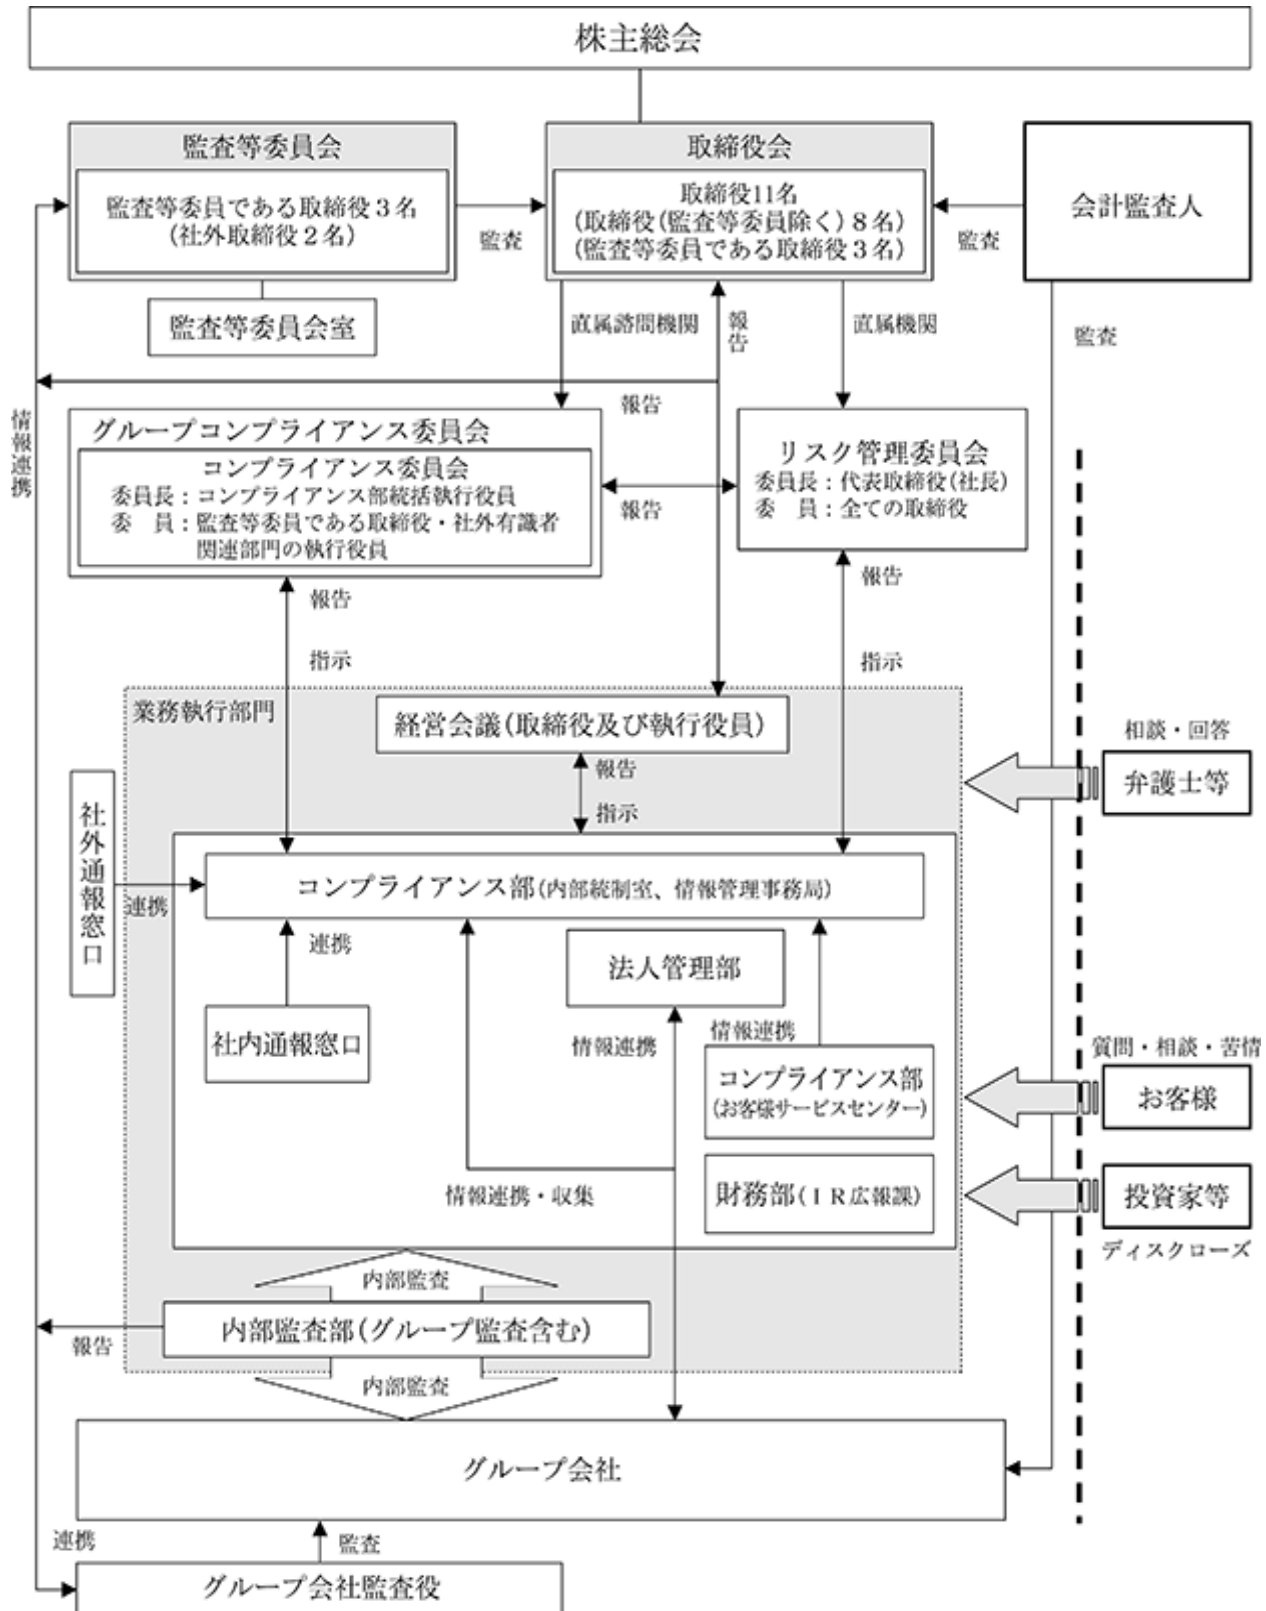 株主総会
監査等委員会
監査等委員である取締役３名
(社外取締役２名)
監査等委員会室
監査
取締役会
取締役11名
(取締役(監査等委員除く)８名)
(監査等委員である取締役３名)
監査
会計監査人
監査
直属諮問機関
報告
直属機関
報告
情報連携
グループコンプライアンス委員会
コンプライアンス委員会
委員長：コンプライアンス部統括執行役員
委　員：監査等委員である取締役・社外有識者
関連部門の執行役員
報告
リスク管理委員会
委員長：代表取締役(社長)
委　員：全ての取締役
報告
指示
報告
指示
業務執行部門
経営会議(取締役及び執行役員)
報告
指示
相談・回答
弁護士等
社外通報窓口
連携
コンプライアンス部(内部統制室、情報管理事務局)
連携
社内通報窓口
法人管理部
情報連携
情報連携
コンプライアンス部
(お客様サービスセンター)
質問・相談・苦情
お客様
情報連携・収集
財務部(ＩＲ広報課)
投資家等
ディスクローズ
内部監査
内部監査部(グループ監査含む)
報告
内部監査
グループ会社
連携
監査
グループ会社監査役